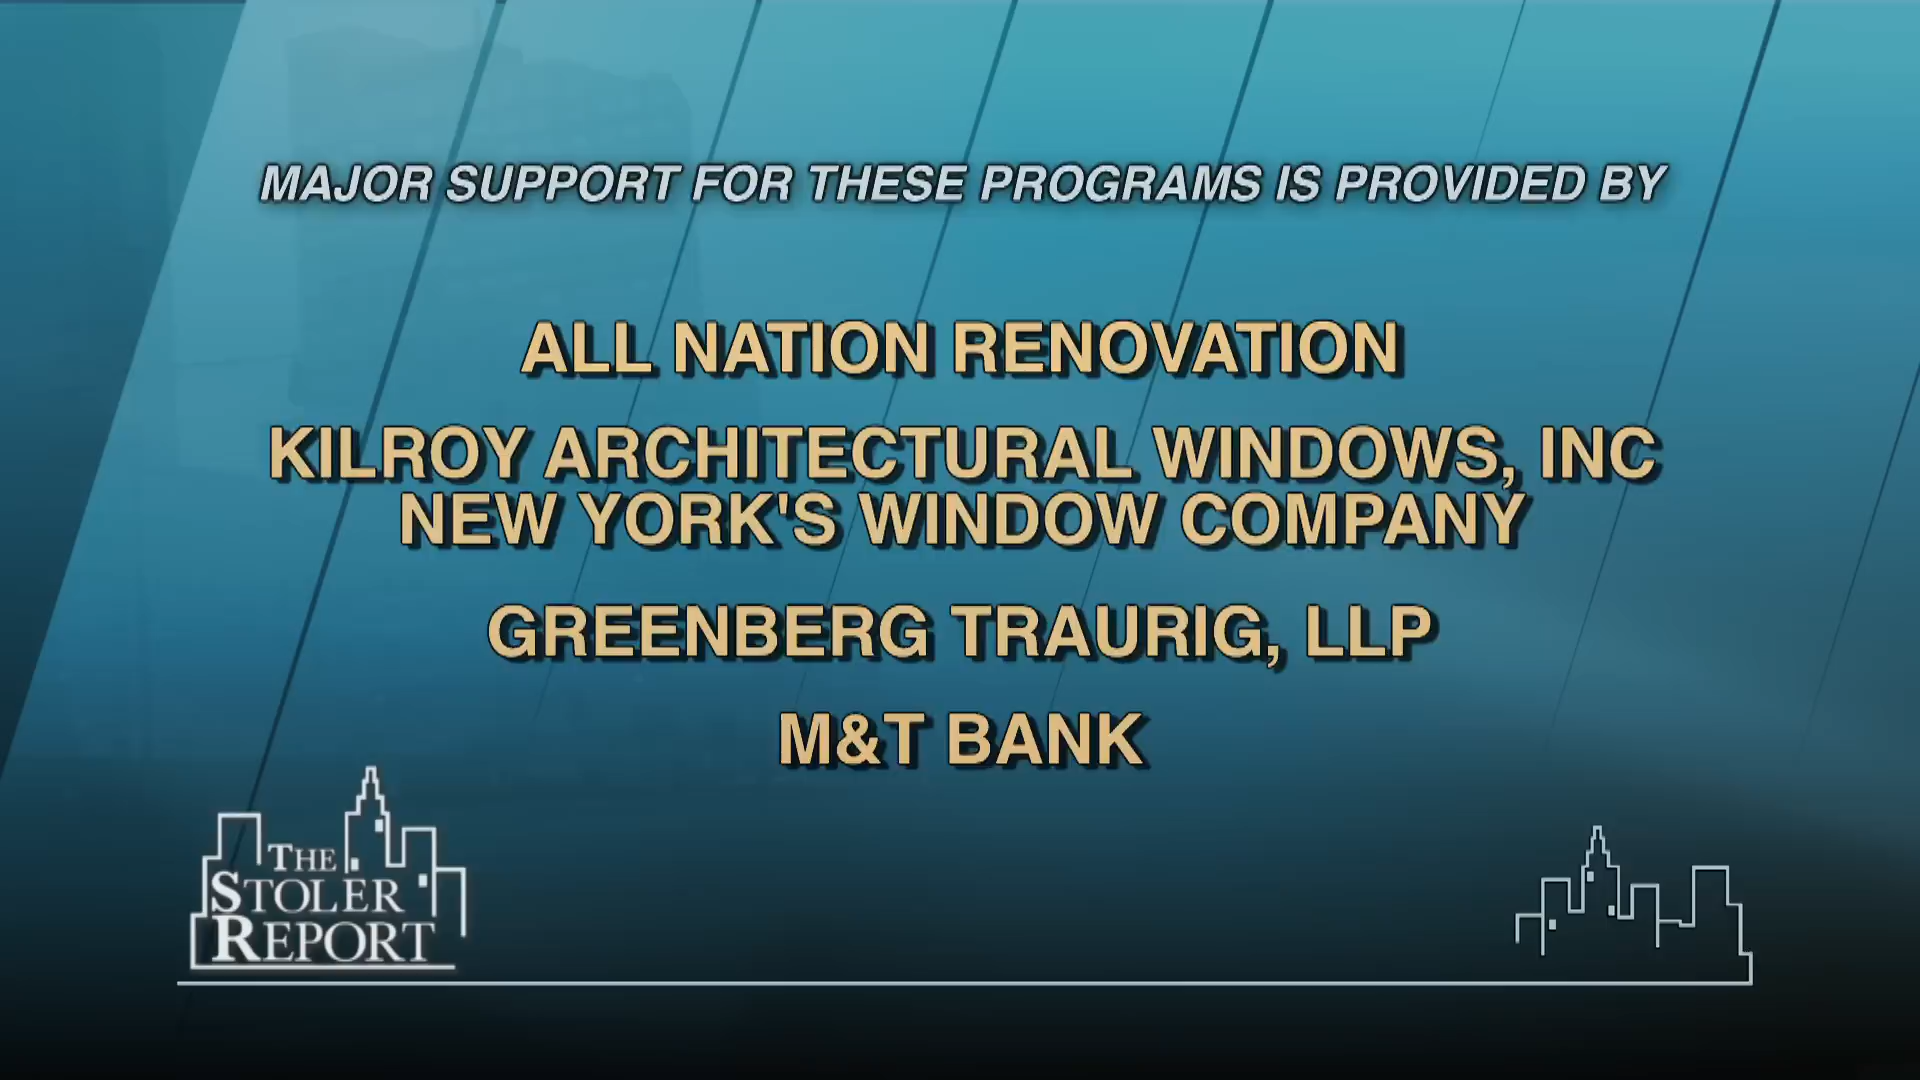 MAJOR SUPPORT FOR THESE PROGRAMS IS PROVIDED BY
ALL NATION RENOVATION
KILROY ARCHITECTURAL WINDOWS, INC
NEW YORK'S WINDOW COMPANY
GREENBERG TRAURIG, LLP
M&T BANK
THE
STOLER
REPORT